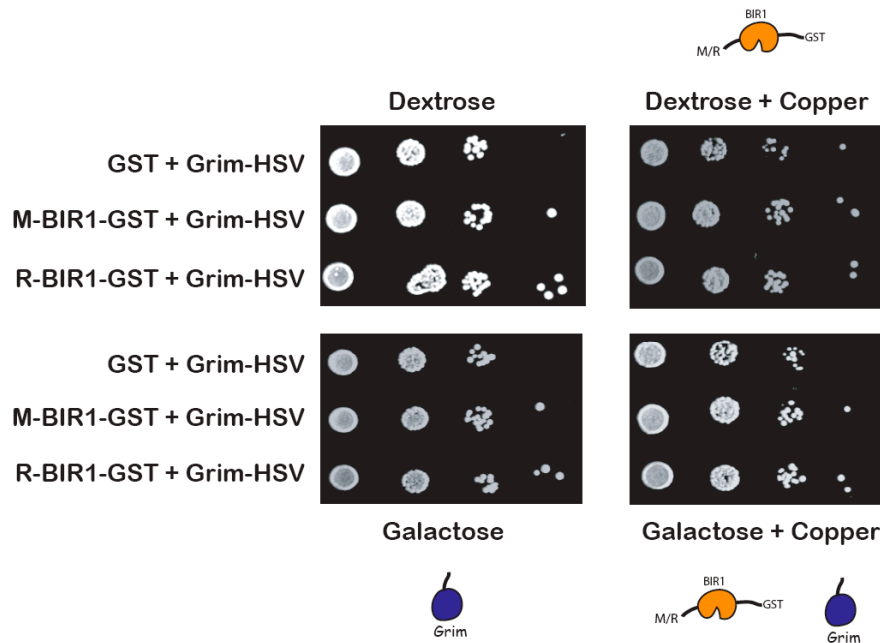 BIR1
M/R
GST
Dextrose
Dextrose + Copper
GST + Grim-HSV
M-BIR1-GST + Grim-HSV
R-BIR1-GST + Grim-HSV
GST + Grim-HSV
M-BIR1-GST + Grim-HSV
R-BIR1-GST + Grim-HSV
Galactose
Galactose + Copper
BIR1
M/R
GST
Grim
Grim